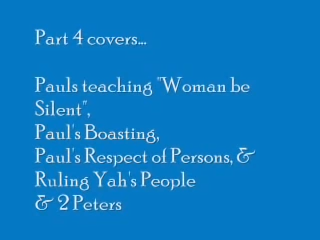 Part 4 covers...
Pauls teaching "Woman be
Silent",
Paul's Boasting,
Paul's Respect of Persons, &
Ruling Yah's People
& 2 Peters